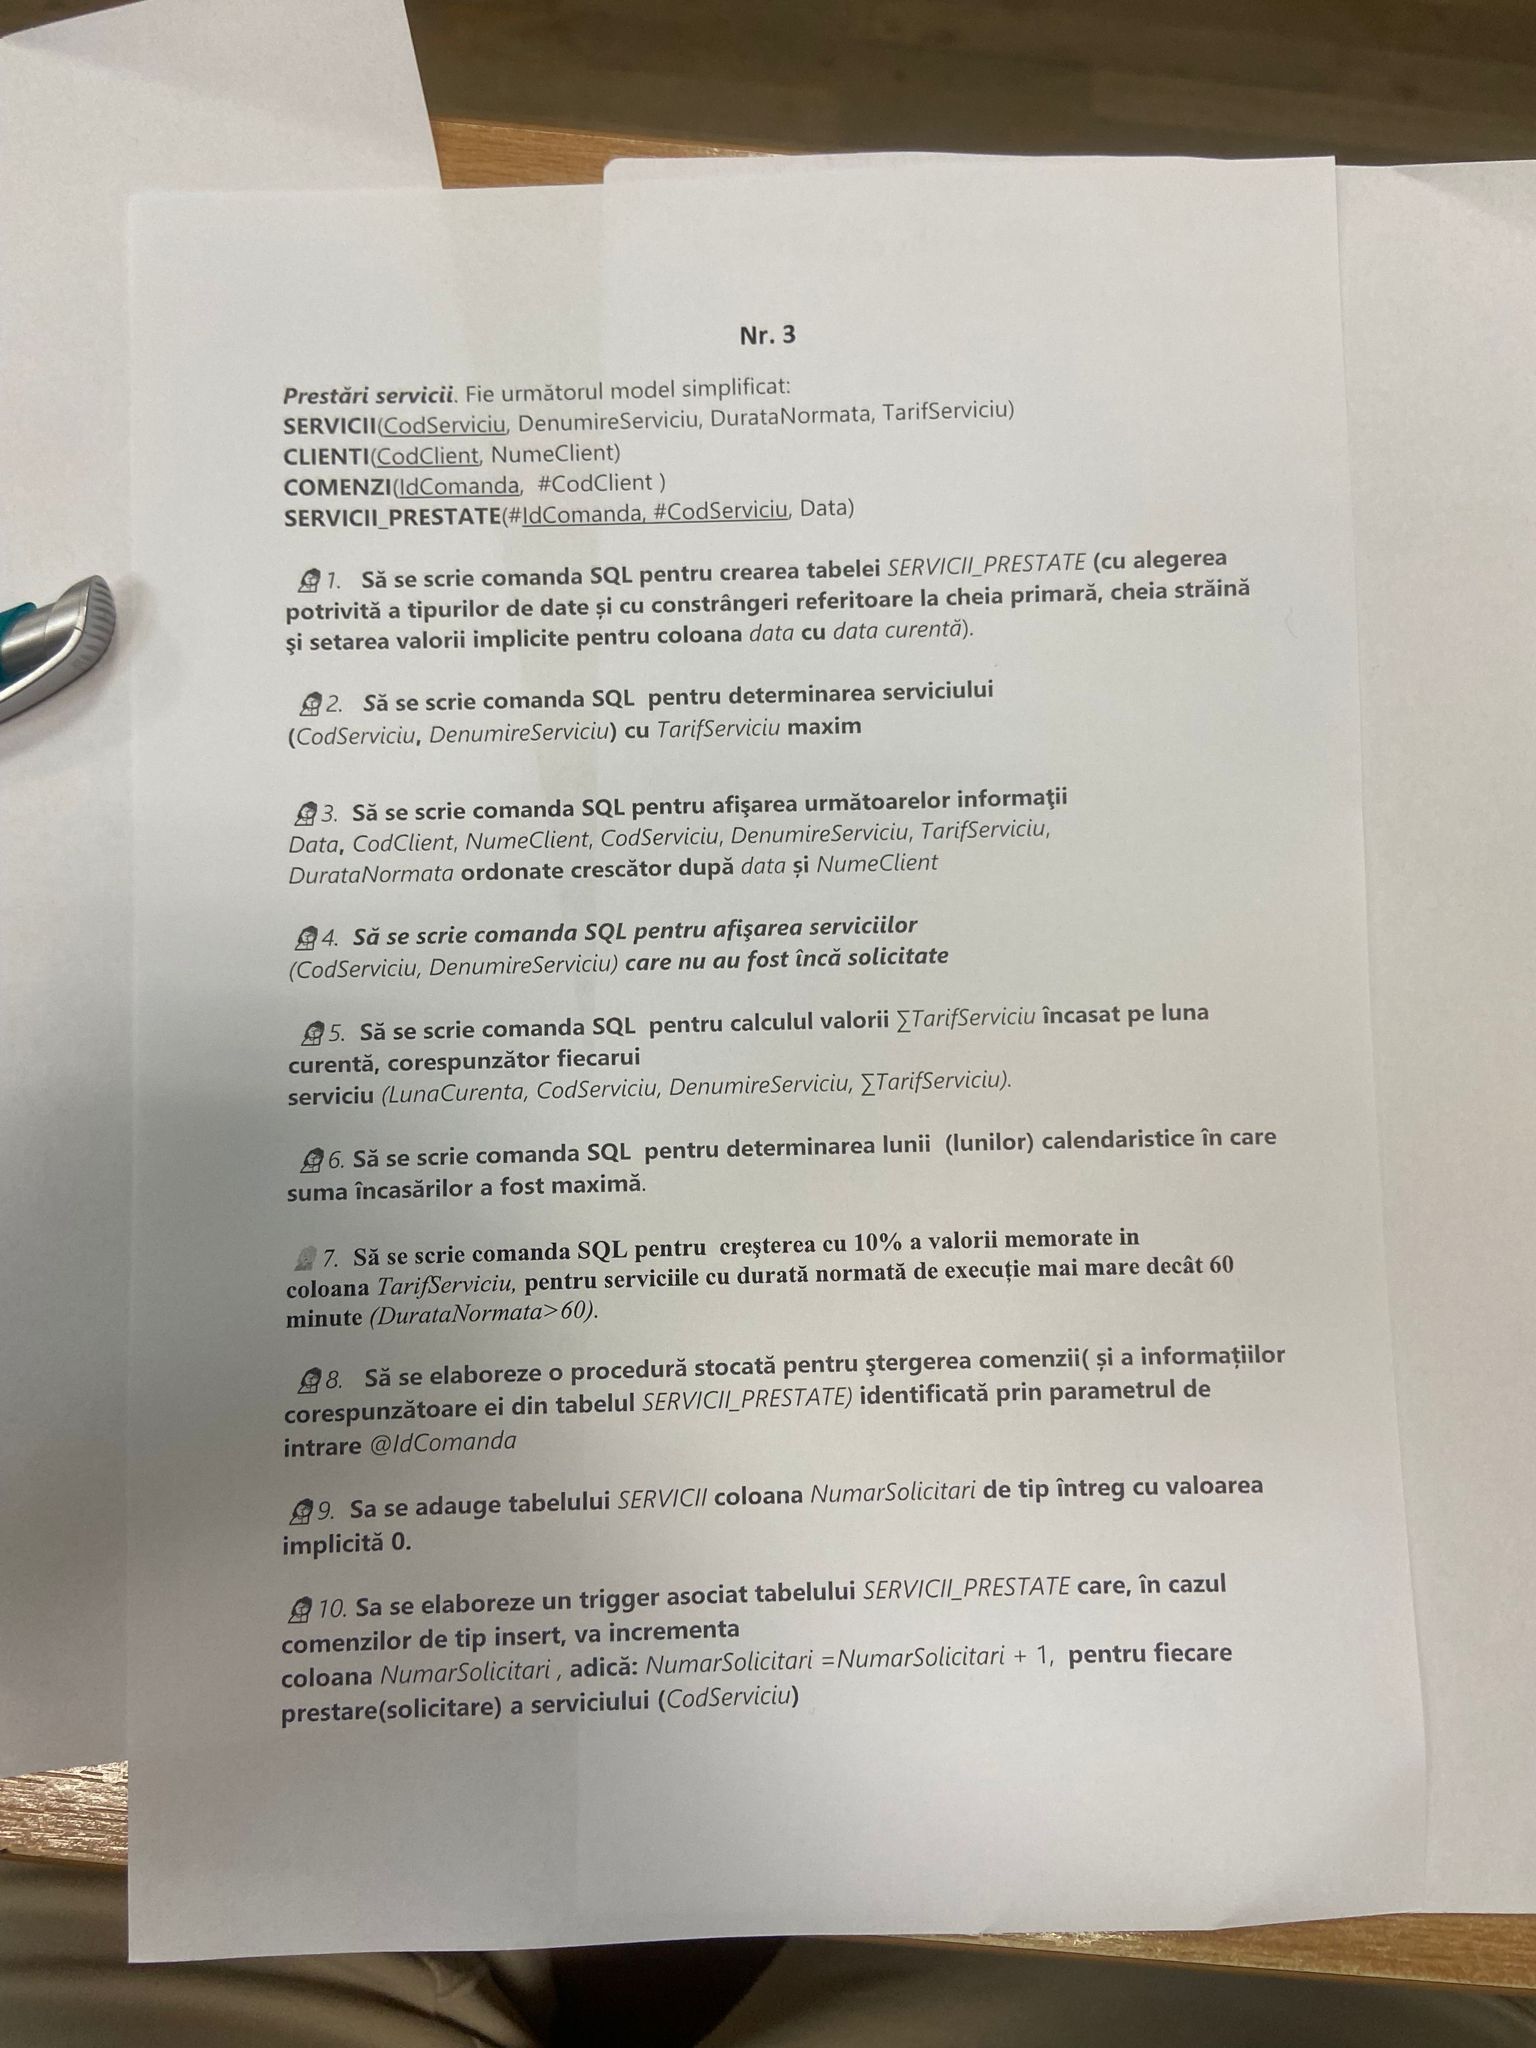 Nr. 3
Prestări servicii. Fie următorul model simplificat:
SERVICII(CodServiciu, DenumireServiciu, DurataNormata, TarifServiciu)
CLIENTI(CodClient, NumeClient)
COMENZI(IdComanda, #CodClient )
SERVICII_PRESTATE(#IdComanda, #CodServiciu, Data)
1. Să se scrie comanda SQL pentru crearea tabelei SERVICII_PRESTATE (cu alegerea
potrivită a tipurilor de date și cu constrângeri referitoare la cheia primară, cheia străină
şi setarea valorii implicite pentru coloana data cu data curentă).
2. Să se scrie comanda SQL pentru determinarea serviciului
(CodServiciu, DenumireServiciu) cu TarifServiciu maxim
3. Să se scrie comanda SQL pentru afişarea următoarelor informaţii
Data, CodClient, NumeClient, CodServiciu, DenumireServiciu, TarifServiciu,
DurataNormata ordonate crescător după data și NumeClient
4. Să se scrie comanda SQL pentru afişarea serviciilor
(CodServiciu, DenumireServiciu) care nu au fost încă solicitate
5. Să se scrie comanda SQL pentru calculul valorii ∑TarifServiciu încasat pe luna
curentă, corespunzător fiecarui
serviciu (LunaCurenta, CodServiciu, DenumireServiciu, ∑TarifServiciu).
6. Să se scrie comanda SQL pentru determinarea lunii (lunilor) calendaristice în care
suma încasărilor a fost maximă.
7. Să se scrie comanda SQL pentru creşterea cu 10% a valorii memorate in
coloana TarifServiciu, pentru serviciile cu durată normată de execuție mai mare decât 60
minute (DurataNormata>60).
8. Să se elaboreze o procedură stocată pentru ştergerea comenzii( și a informațiilor
corespunzătoare ei din tabelul SERVICII_PRESTATE) identificată prin parametrul de
intrare @IdComanda
9. Sa se adauge tabelului SERVICII coloana NumarSolicitari de tip întreg cu valoarea
implicită 0.
10. Sa se elaboreze un trigger asociat tabelului SERVICII_PRESTATE care, în cazul
comenzilor de tip insert, va incrementa
coloana NumarSolicitari , adică: NumarSolicitari =NumarSolicitari + 1, pentru fiecare
prestare(solicitare) a serviciului (CodServiciu)